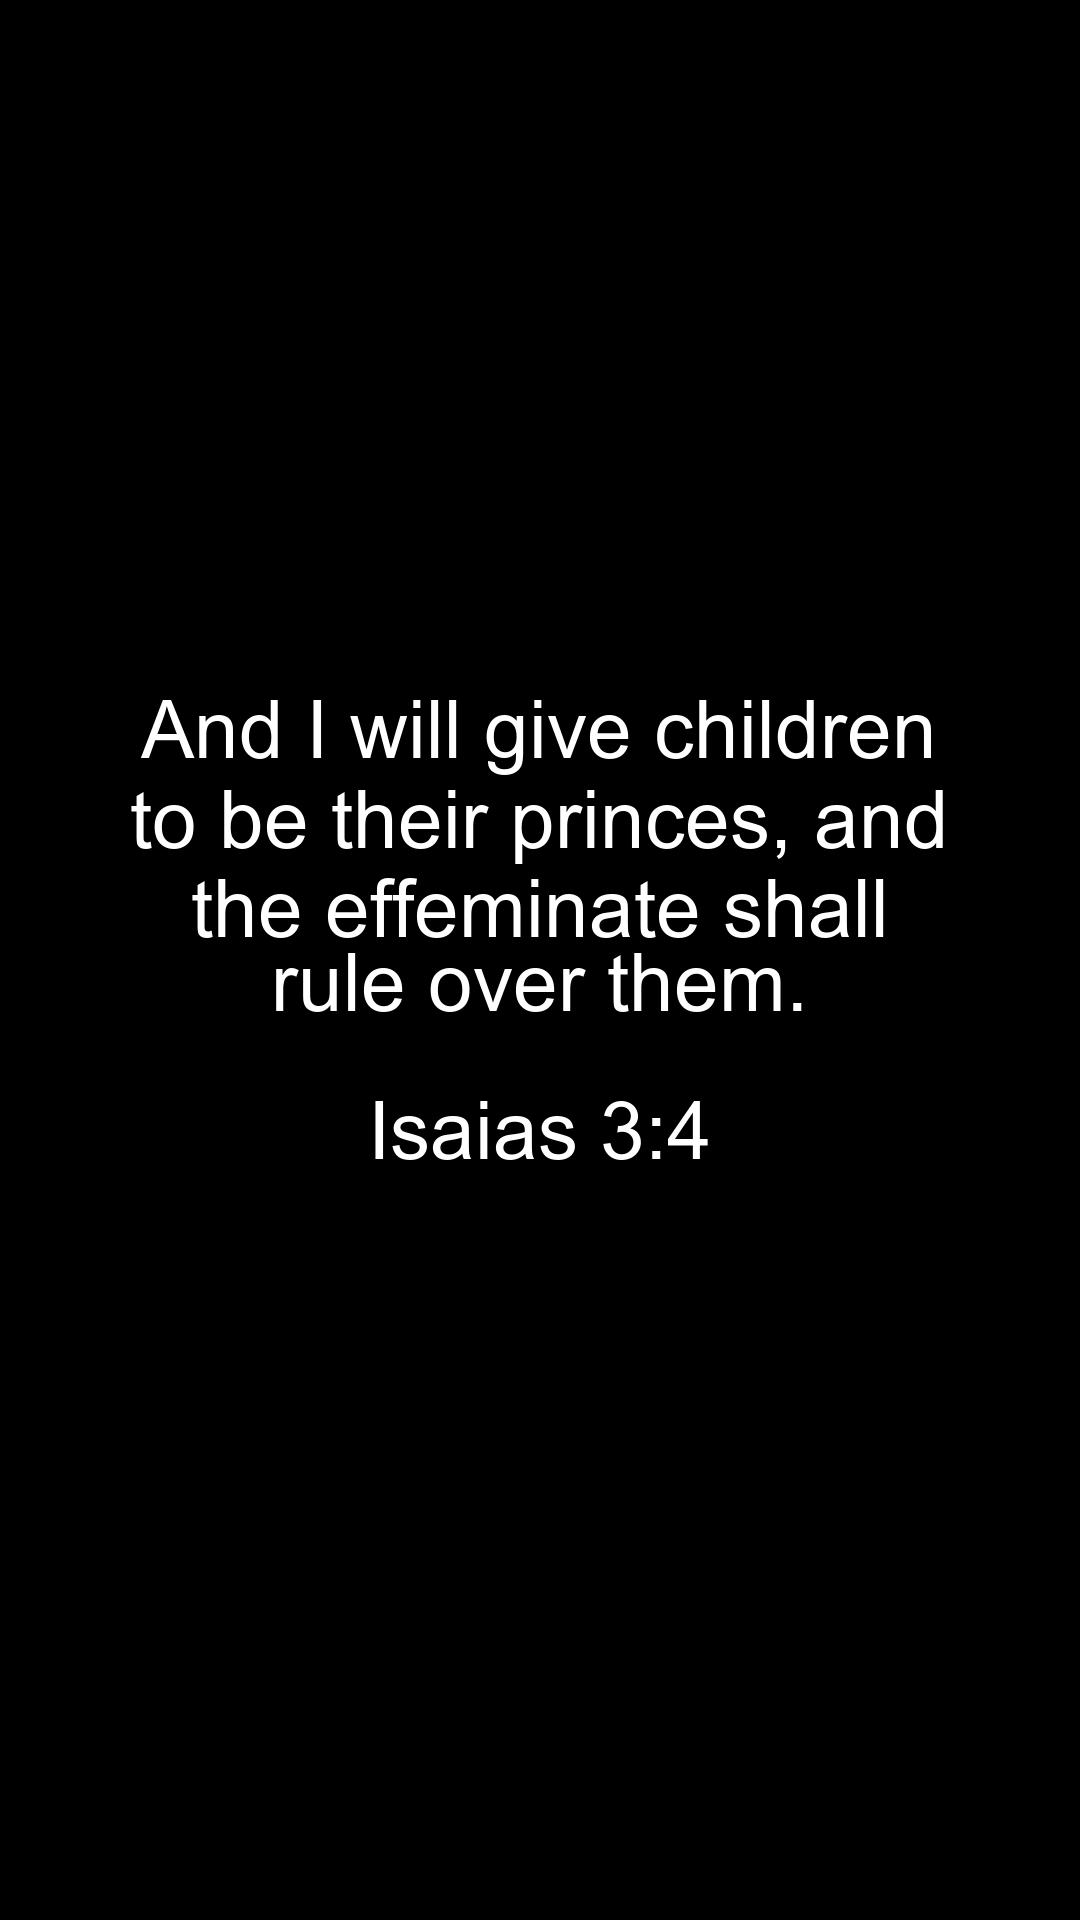 And I will give children
to be their princes, and
the effeminate shall
rule over them.
Isaias 3:4